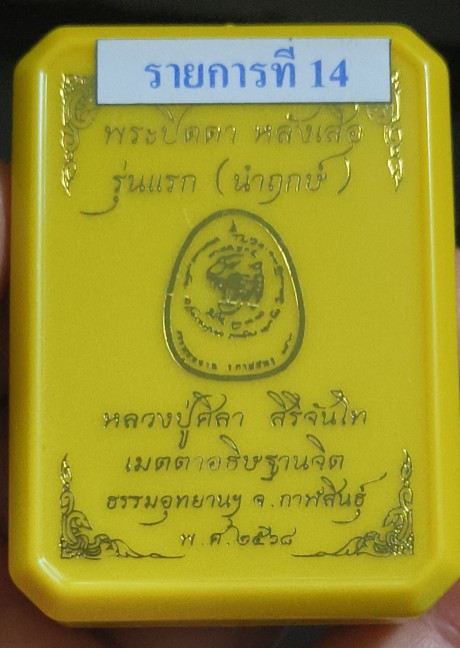 รายการที่ 14
พระปิดตา หลังเสือ
รุ่นแรก (นำฤกษ์)
หลวงปู่ศิลา สิริจันโท
เมตตาอธิษฐานจิต
ธรรมอุทยานฯ จ.กาฬสินธุ์
พ.ศ.๒๕๖๘